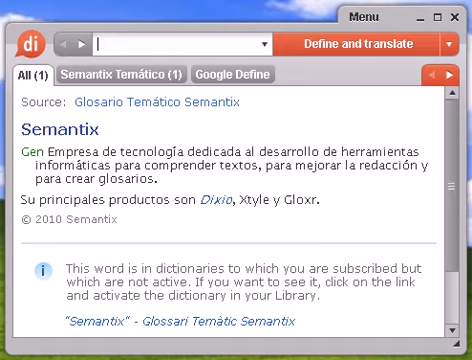 Menu
di
Define and translate
All (1)
Semantix Temático (1)
Google Define
Source: Glosario Temático Semantix
Semantix
Gen Empresa de tecnología dedicada al desarrollo de herramientas
informáticas para comprender textos, para mejorar la redacción y
para crear glosarios.
Su principales productos son Dixio, Xtyle y Gloxr.
© 2010 Semantix
i
This word is in dictionaries to which you are subscribed but
which are not active. If you want to see it, click on the link
and activate the dictionary in your Library.
"Semantix" - Glossari Temàtic Semantix